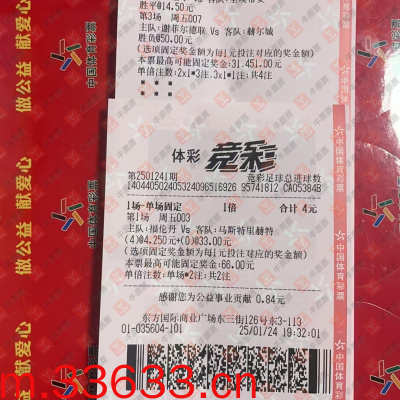 胜平@14.50元
第3场 周五007
主队:谢菲尔德联 Vs 客队:赫尔城
胜负@50.00元
(选项固定奖金额为每1元投注对应的奖金额)
本票最高可能固定奖金:31,451.00元
单倍注数:2x1*3注,3x1*1注;共4注
体彩 竞彩
第250124期 竞彩足球总进球数
140440502405324096516926 95741812 CA05384B
1场-单场固定 1倍 合计 4元
第1场 周五003
主队:福伦丹 Vs 客队:马斯特里赫特
(4)@4.250元+(0)@33.00元
(选项固定奖金额为每1元投注对应的奖金额)
本票最高可能固定奖金:66.00元
单倍注数:单场*2注;共2注
感谢您为公益事业贡献 0.84元
东方国际商业广场东三街126号东3-113
01-035604-101 25/01/24 19:32:01
做公益 献爱心
中国体育彩票
做公益 献爱心
中国体育彩票
m.33633.cn